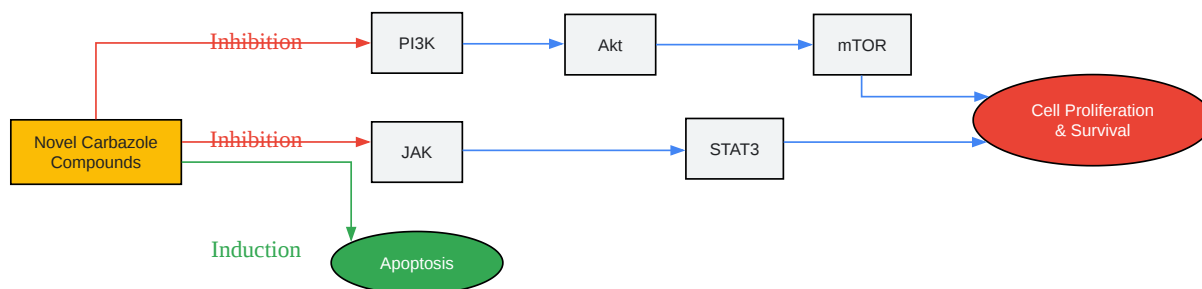 Inhibition
PI3K
Akt
mTOR
Cell Proliferation
& Survival
Novel Carbazole
Compounds
Inhibition
JAK
STAT3
Induction
Apoptosis